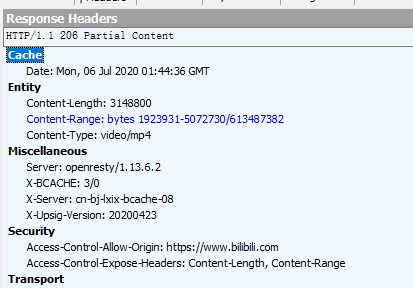 Response Headers
HTTP/1.1 206 Partial Content
Cache
Date: Mon, 06 Jul 2020 01:44:36 GMT
Entity
Content-Length: 3148800
Content-Range: bytes 1923931-5072730/613487382
Content-Type: video/mp4
Miscellaneous
Server: openresty/1.13.6.2
X-BCACHE: 3/0
X-Server: cn-bj-lxix-bcache-08
X-Upsig-Version: 20200423
Security
Access-Control-Allow-Origin: https://www.bilibili.com
Access-Control-Expose-Headers: Content-Length, Content-Range
Transport